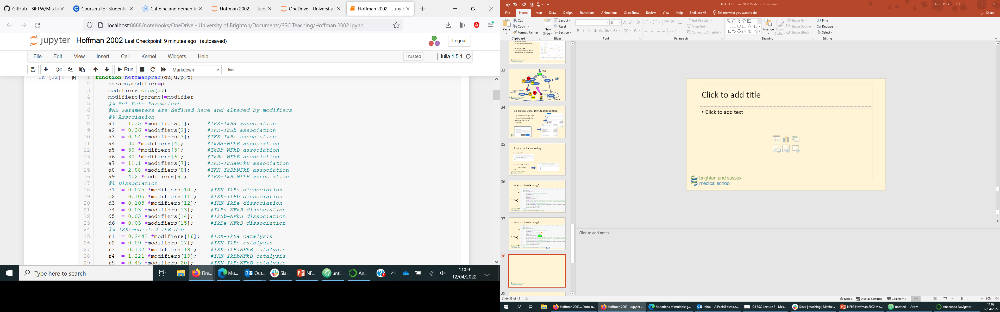 GitHub - SiFTW/Mitche
Coursera for Students
Caffeine and dementia
Hoffman 2002... - Jupy
OneDrive - University
Hoffman 2002 - Jupyte
localhost:8888/notebooks/OneDrive - University of Brighton/Documents/SSC Teaching/Hoffman 2002.ipynb
jupyter Hoffman 2002 Last Checkpoint: 9 minutes ago (autosaved)
Logout
File Edit View Insert Cell Kernel Widgets Help
Trusted
Julia 1.5.1
Run
Markdown
In [22]:
1 function hoffmanprac(du,u,p,t)
2 params,modifier=p
3 modifiers=ones(37)
4 modifiers[params]=modifier
5 #% Set Rate Parameters
6 #NB Parameters are defined here and altered by modifiers
7 #% Association
8 a1 = 1.35 *modifiers[1]; #IKK-IkBa association
9 a2 = 0.36 *modifiers[2]; #IKK-IkBb association
10 a3 = 0.54 *modifiers[3]; #IKK-IkBe association
11 a4 = 30 *modifiers[4]; #IkBa-NFkB association
12 a5 = 30 *modifiers[5]; #IkBb-NFkB association
13 a6 = 30 *modifiers[6]; #IkBe-NFkB association
14 a7 = 11.1 *modifiers[7]; #IKK-IkBaNFkB association
15 a8 = 2.88 *modifiers[8]; #IKK-IkBbNFkB association
16 a9 = 4.2 *modifiers[9]; #IKK-IkBeNFkB association
17 #% Dissociation
18 d1 = 0.075 *modifiers[10]; #IKK-IkBa dissociation
19 d2 = 0.105 *modifiers[11]; #IKK-IkBb dissociation
20 d3 = 0.105 *modifiers[12]; #IKK-IkBe dissociation
21 d4 = 0.03 *modifiers[13]; #IkBa-NFkB dissociation
22 d5 = 0.03 *modifiers[14]; #IkBb-NFkB dissociation
23 d6 = 0.03 *modifiers[15]; #IkBe-NFkB dissociation
24 #% IKK-mediated IkB deg
25 r1 = 0.2442 *modifiers[16]; #IKK-IkBa catalysis
26 r2 = 0.09 *modifiers[17]; #IKK-IkBe catalysis
27 r3 = 0.132 *modifiers[18]; #IKK-IkBaNFkB catalysis
28 r4 = 1.221 *modifiers[19]; #IKK-IkBbNFkB catalysis
29 r5 = 0.45 *modifiers[20]; #IKK-IkBeNFkB catalysis
Type here to search
Fire...
Mu...
Out...
Sla...
NF...
unti...
An...
11:09
12/04/2022
NFkB Hoffman 2002 Model - PowerPoint
Arran Pack
File Home Insert Draw Design Transitions Animations Slide Show Review View Help EndNote X9 Tell me what you want to do
Share
Paste
Cut
Copy
Format Painter
Clipboard
New Slide
Layout
Reset
Section
Slides
28
Font
Text Direction
Align Text
Convert to SmartArt
Paragraph
Arrange
Quick Styles
Shape Fill
Shape Outline
Shape Effects
Drawing
Find
Replace
Select
Editing
33
INPUT
OUTPUT
34
In a browser, go to: 139.184.170.218:9001
35
A quick point about coding
36
What is this code doing?
37
What is this code doing?
38
39
Click to add title
• Click to add text
brighton and sussex
medical school
Click to add notes
Slide 38 of 43
Notes
Display Settings
Comments
60%
Hoffman 2002... (auto-u...
Hoffman 2002 - Jupyter ...
Mutations of multiple g...
Inbox - A.Pack@bsms.a...
104 SSC Lecture 3 - Mes...
Slack | teaching | Mitche...
NFkB Hoffman 2002 Mo...
untitled — Atom
Anaconda Navigator
11:09
12/04/2022